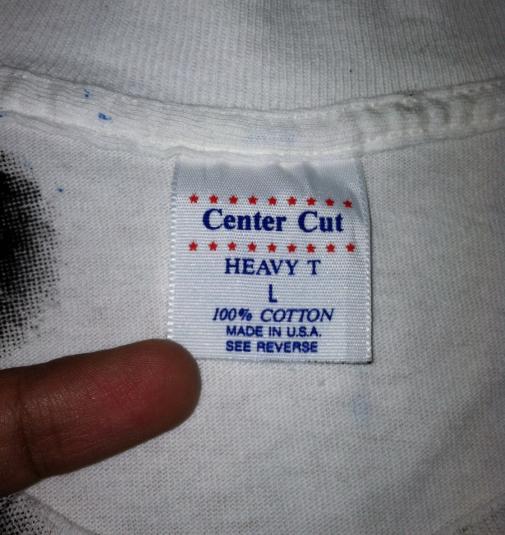 Center Cut
HEAVY T
L
100% COTTON
MADE IN U.S.A.
SEE REVERSE